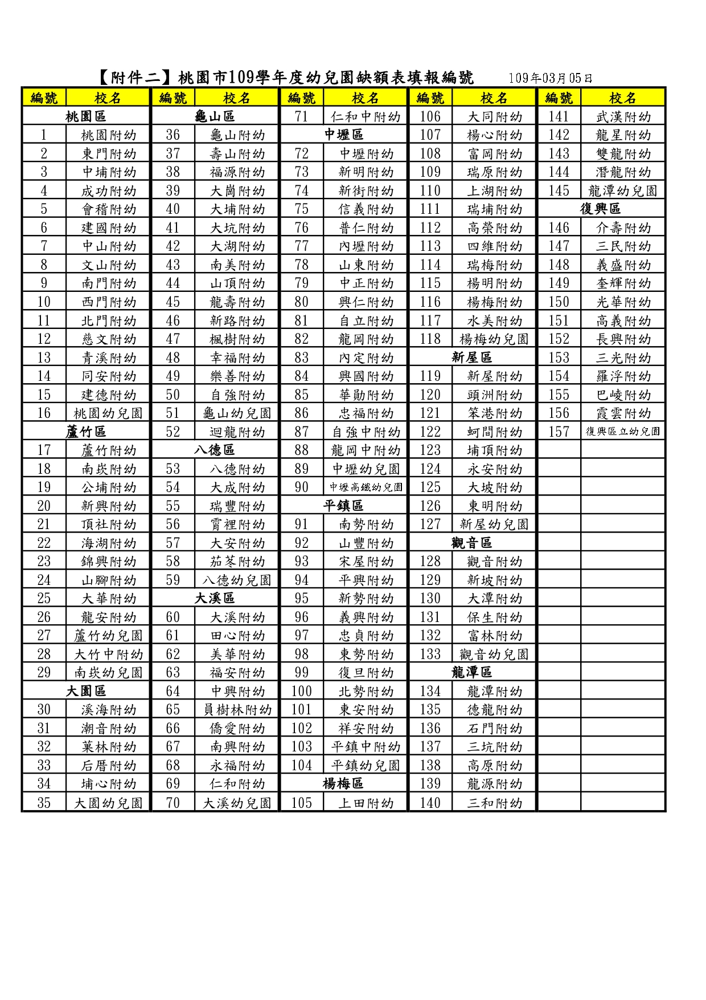 【附件二】桃園市109學年度幼兒園缺額表填報編號 109年03月05日
編號 校名 編號 校名 編號 校名 編號 校名 編號 校名
桃園區 龜山區 71 仁和中附幼 106 大同附幼 141 武漢附幼
1 桃園附幼 36 龜山附幼 中壢區 107 楊心附幼 142 龍星附幼
2 東門附幼 37 壽山附幼 72 中壢附幼 108 富岡附幼 143 雙龍附幼
3 中埔附幼 38 福源附幼 73 新明附幼 109 瑞原附幼 144 潛龍附幼
4 成功附幼 39 大崗附幼 74 新街附幼 110 上湖附幼 145 龍潭幼兒園
5 會稽附幼 40 大埔附幼 75 信義附幼 111 瑞埔附幼 復興區
6 建國附幼 41 大坑附幼 76 普仁附幼 112 高榮附幼 146 介壽附幼
7 中山附幼 42 大湖附幼 77 內壢附幼 113 四維附幼 147 三民附幼
8 文山附幼 43 南美附幼 78 山東附幼 114 瑞梅附幼 148 義盛附幼
9 南門附幼 44 山頂附幼 79 中正附幼 115 楊明附幼 149 奎輝附幼
10 西門附幼 45 龍壽附幼 80 興仁附幼 116 楊梅附幼 150 光華附幼
11 北門附幼 46 新路附幼 81 自立附幼 117 水美附幼 151 高義附幼
12 慈文附幼 47 楓樹附幼 82 龍岡附幼 118 楊梅幼兒園 152 長興附幼
13 青溪附幼 48 幸福附幼 83 內定附幼 新屋區 153 三光附幼
14 同安附幼 49 樂善附幼 84 興國附幼 119 新屋附幼 154 羅浮附幼
15 建德附幼 50 自強附幼 85 華勛附幼 120 頭洲附幼 155 巴崚附幼
16 桃園幼兒園 51 龜山幼兒園 86 忠福附幼 121 笨港附幼 156 霞雲附幼
蘆竹區 52 迴龍附幼 87 自強中附幼 122 蚵間附幼 157 復興區立幼兒園
17 蘆竹附幼 八德區 88 龍岡中附幼 123 埔頂附幼
18 南崁附幼 53 八德附幼 89 中壢幼兒園 124 永安附幼
19 公埔附幼 54 大成附幼 90 中壢高鐵幼兒園 125 大坡附幼
20 新興附幼 55 瑞豐附幼 平鎮區 126 東明附幼
21 頂社附幼 56 霄裡附幼 91 南勢附幼 127 新屋幼兒園
22 海湖附幼 57 大安附幼 92 山豐附幼 觀音區
23 錦興附幼 58 茄苳附幼 93 宋屋附幼 128 觀音附幼
24 山腳附幼 59 八德幼兒園 94 平興附幼 129 新坡附幼
25 大華附幼 大溪區 95 新勢附幼 130 大潭附幼
26 龍安附幼 60 大溪附幼 96 義興附幼 131 保生附幼
27 蘆竹幼兒園 61 田心附幼 97 忠貞附幼 132 富林附幼
28 大竹中附幼 62 美華附幼 98 東勢附幼 133 觀音幼兒園
29 南崁幼兒園 63 福安附幼 99 復旦附幼 龍潭區
大園區 64 中興附幼 100 北勢附幼 134 龍潭附幼
30 溪海附幼 65 員樹林附幼 101 東安附幼 135 德龍附幼
31 潮音附幼 66 僑愛附幼 102 祥安附幼 136 石門附幼
32 菓林附幼 67 南興附幼 103 平鎮中附幼 137 三坑附幼
33 后厝附幼 68 永福附幼 104 平鎮幼兒園 138 高原附幼
34 埔心附幼 69 仁和附幼 楊梅區 139 龍源附幼
35 大園幼兒園 70 大溪幼兒園 105 上田附幼 140 三和附幼